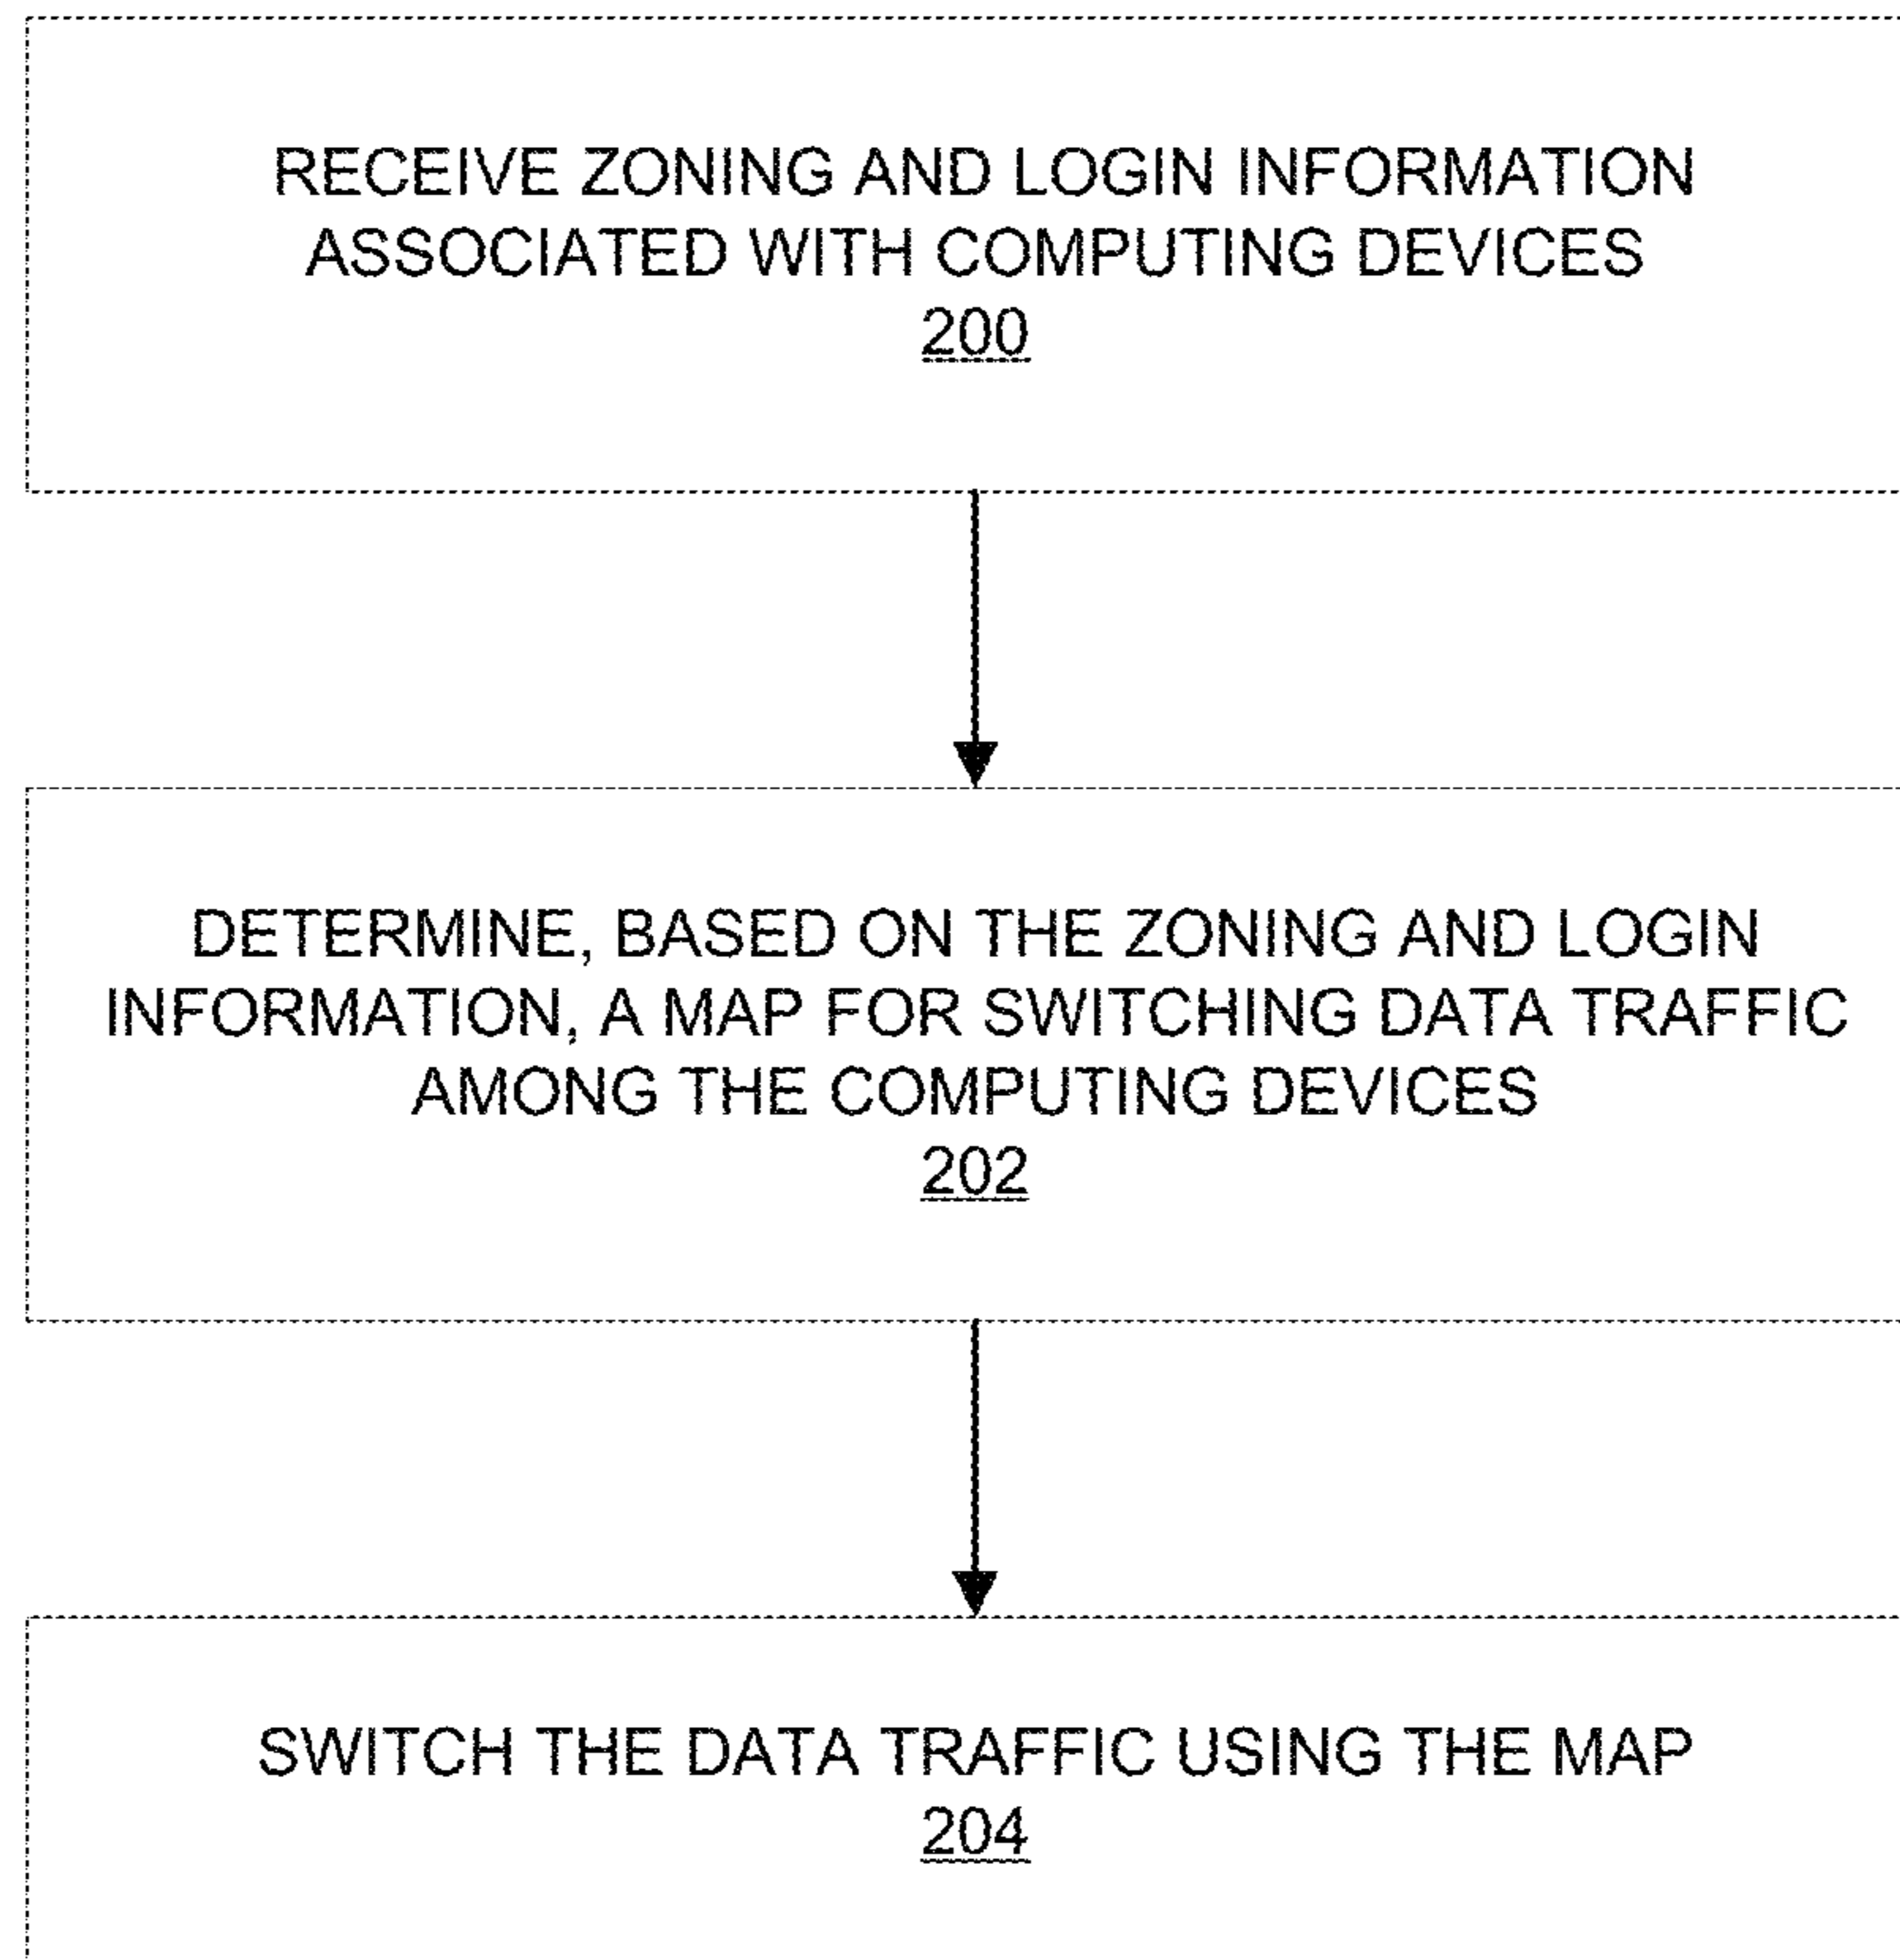 RECEIVE ZONING AND LOGIN INFORMATION
ASSOCIATED WITH COMPUTING DEVICES
200
DETERMINE, BASED ON THE ZONING AND LOGIN
INFORMATION, A MAP FOR SWITCHING DATA TRAFFIC
AMONG THE COMPUTING DEVICES
202
SWITCH THE DATA TRAFFIC USING THE MAP
204